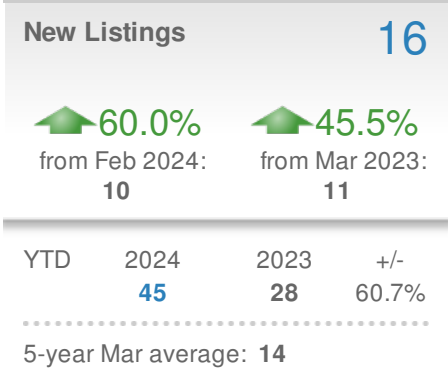 New Listings 16
60.0% 45.5%
from Feb 2024: from Mar 2023:
10 11
YTD 2024 2023 +/-
45 28 60.7%
5-year Mar average: 14